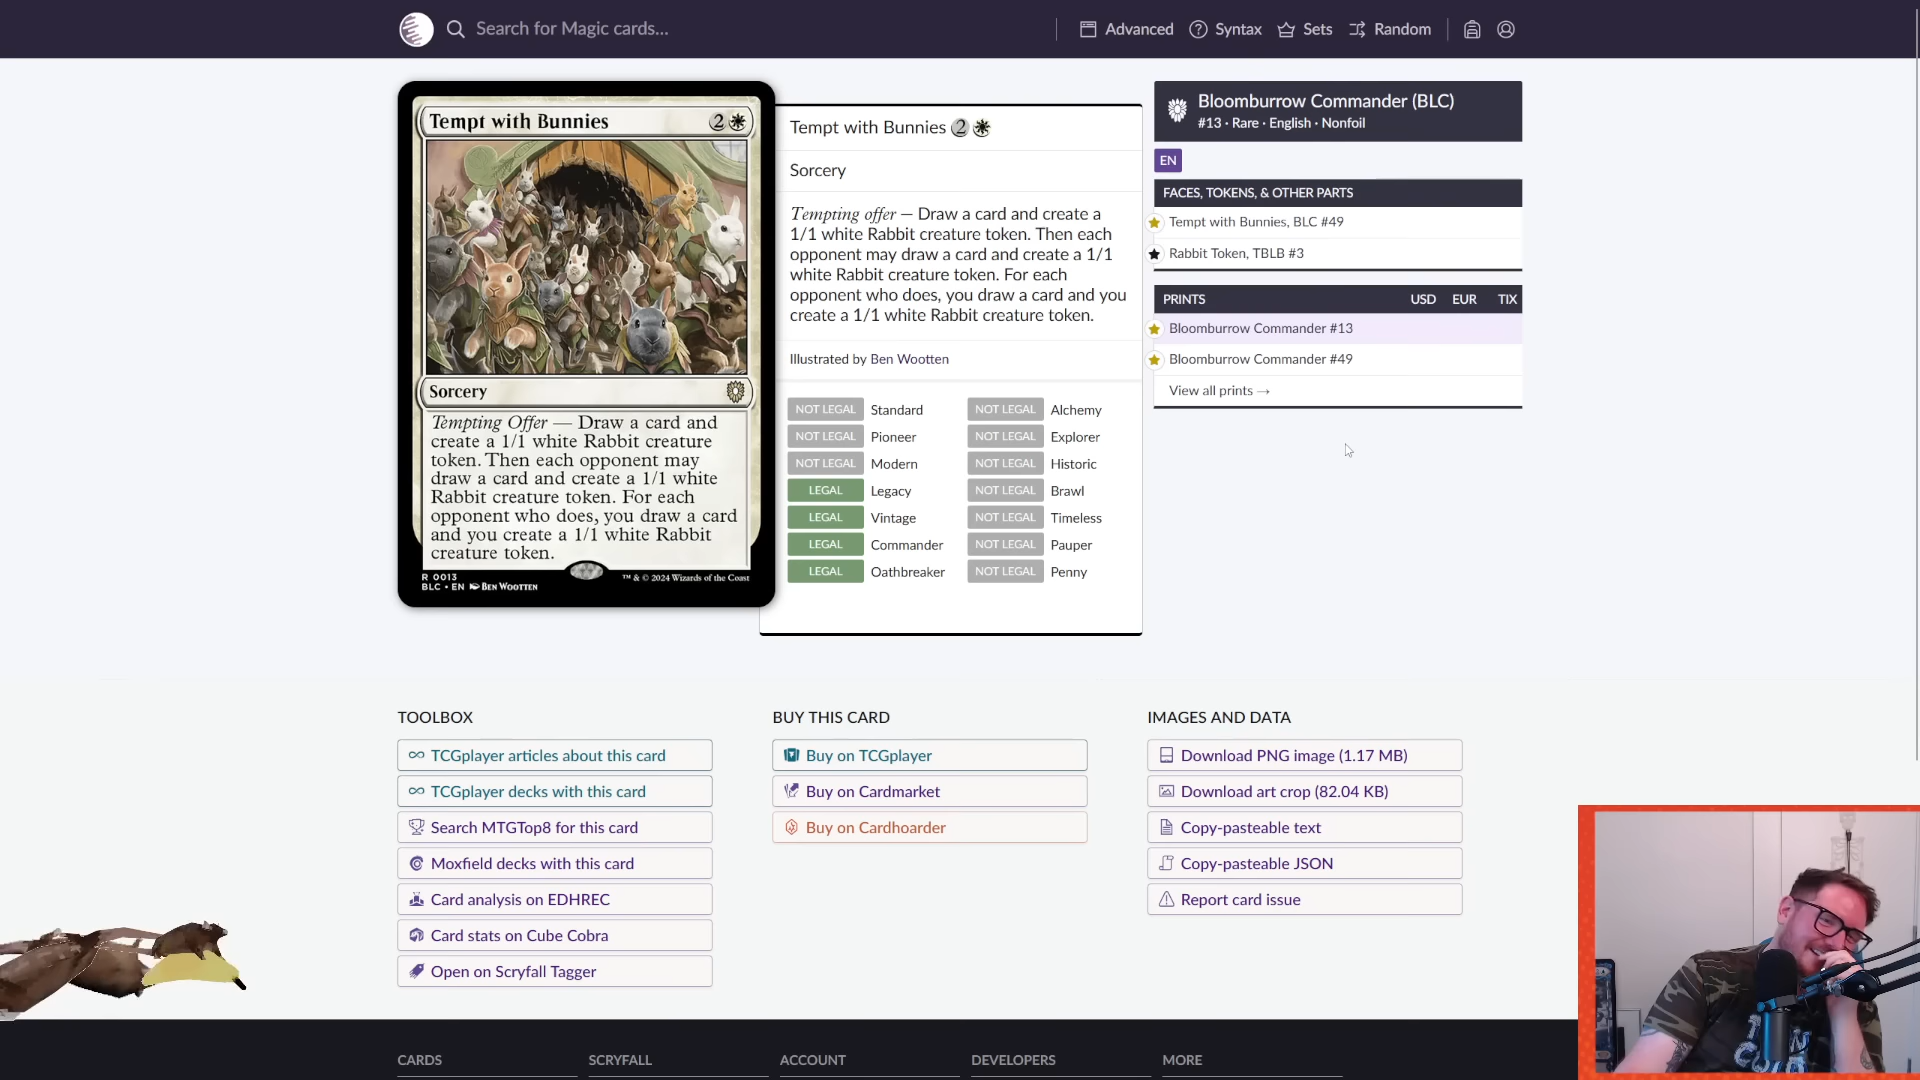 Search for Magic cards...
Advanced
Syntax
Sets
Random
Tempt with Bunnies 2
Sorcery
Tempting Offer — Draw a card and
create a 1/1 white Rabbit creature
token. Then each opponent may
draw a card and create a 1/1 white
Rabbit creature token. For each
opponent who does, you draw a card
and you create a 1/1 white Rabbit
creature token.
R 0013
BLC • EN BEN WOOTTEN
™ & © 2024 Wizards of the Coast
Tempt with Bunnies 2
Sorcery
Tempting offer — Draw a card and create a
1/1 white Rabbit creature token. Then each
opponent may draw a card and create a 1/1
white Rabbit creature token. For each
opponent who does, you draw a card and you
create a 1/1 white Rabbit creature token.
Illustrated by Ben Wootten
NOT LEGAL Standard NOT LEGAL Alchemy
NOT LEGAL Pioneer NOT LEGAL Explorer
NOT LEGAL Modern NOT LEGAL Historic
LEGAL Legacy NOT LEGAL Brawl
LEGAL Vintage NOT LEGAL Timeless
LEGAL Commander NOT LEGAL Pauper
LEGAL Oathbreaker NOT LEGAL Penny
Bloomburrow Commander (BLC)
#13 · Rare · English · Nonfoil
EN
FACES, TOKENS, & OTHER PARTS
Tempt with Bunnies, BLC #49
Rabbit Token, TBLB #3
PRINTS USD EUR TIX
Bloomburrow Commander #13
Bloomburrow Commander #49
View all prints →
TOOLBOX
TCGplayer articles about this card
TCGplayer decks with this card
Search MTGTop8 for this card
Moxfield decks with this card
Card analysis on EDHREC
Card stats on Cube Cobra
Open on Scryfall Tagger
BUY THIS CARD
Buy on TCGplayer
Buy on Cardmarket
Buy on Cardhoarder
IMAGES AND DATA
Download PNG image (1.17 MB)
Download art crop (82.04 KB)
Copy-pasteable text
Copy-pasteable JSON
Report card issue
CARDS
SCRYFALL
ACCOUNT
DEVELOPERS
MORE